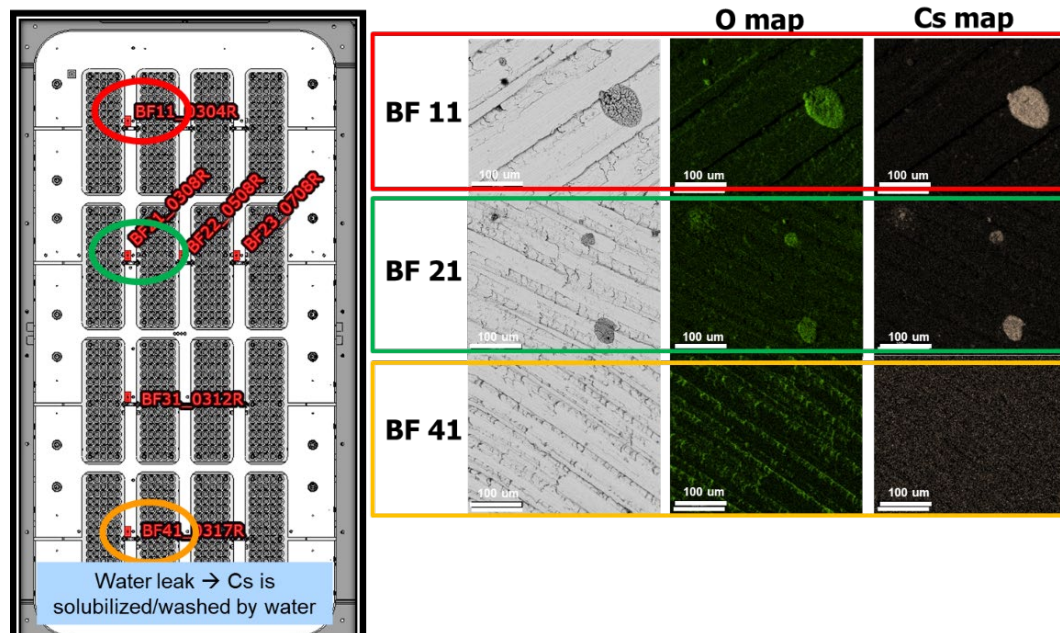 BF11_0304R
BF22_0508R
BF23_0708R
BF31_0312R
BF41_0317R
Water leak → Cs is
solubilized/washed by water
O map
Cs map
BF 11
100 um
100 um
100 um
BF 21
100 um
100 um
100 um
BF 41
100 um
100 um
100 um